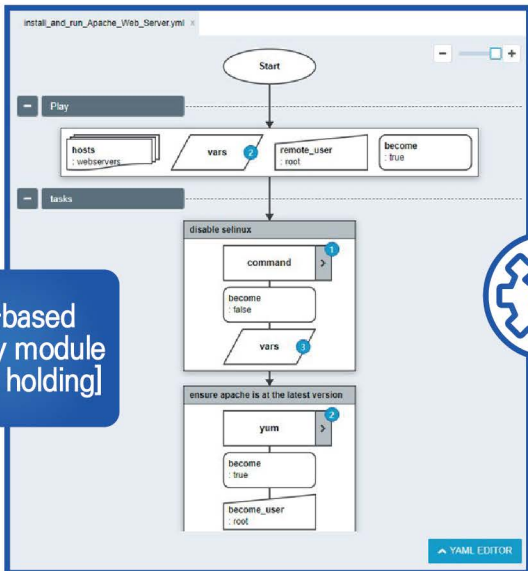 install_and_run_Apache_Web_Server.yml ×
Start
Play
hosts
: webservers
vars 2
remote_user
: root
become
: true
tasks
disable selinux
command 1
become
: false
vars 3
ensure apache is at the latest version
yum 2
become
: true
become_user
: root
-based
y module
holding]
YAML EDITOR